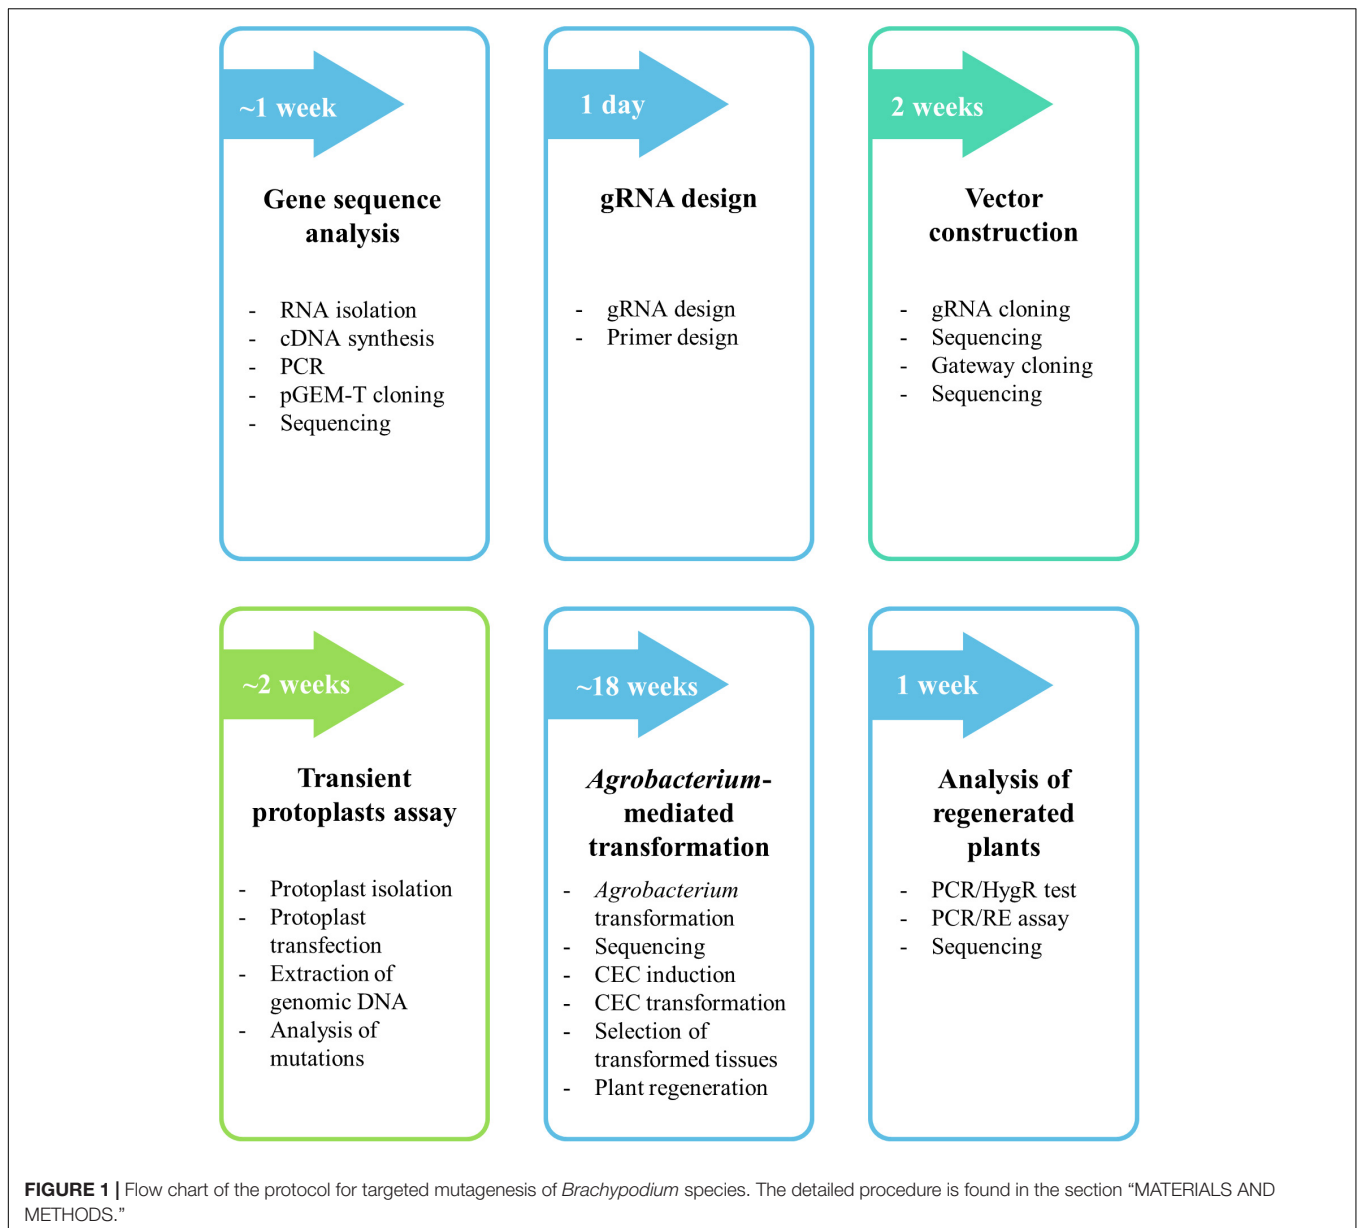 ~1 week
Gene sequence
analysis
- RNA isolation
- cDNA synthesis
- PCR
- pGEM-T cloning
- Sequencing
1 day
gRNA design
- gRNA design
- Primer design
2 weeks
Vector
construction
- gRNA cloning
- Sequencing
- Gateway cloning
- Sequencing
~2 weeks
Transient
protoplasts assay
- Protoplast isolation
- Protoplast
transfection
- Extraction of
genomic DNA
- Analysis of
mutations
~18 weeks
Agrobacterium-
mediated
transformation
- Agrobacterium
transformation
- Sequencing
- CEC induction
- CEC transformation
- Selection of
transformed tissues
- Plant regeneration
1 week
Analysis of
regenerated
plants
- PCR/HygR test
- PCR/RE assay
- Sequencing
FIGURE 1 | Flow chart of the protocol for targeted mutagenesis of Brachypodium species. The detailed procedure is found in the section “MATERIALS AND
METHODS.”